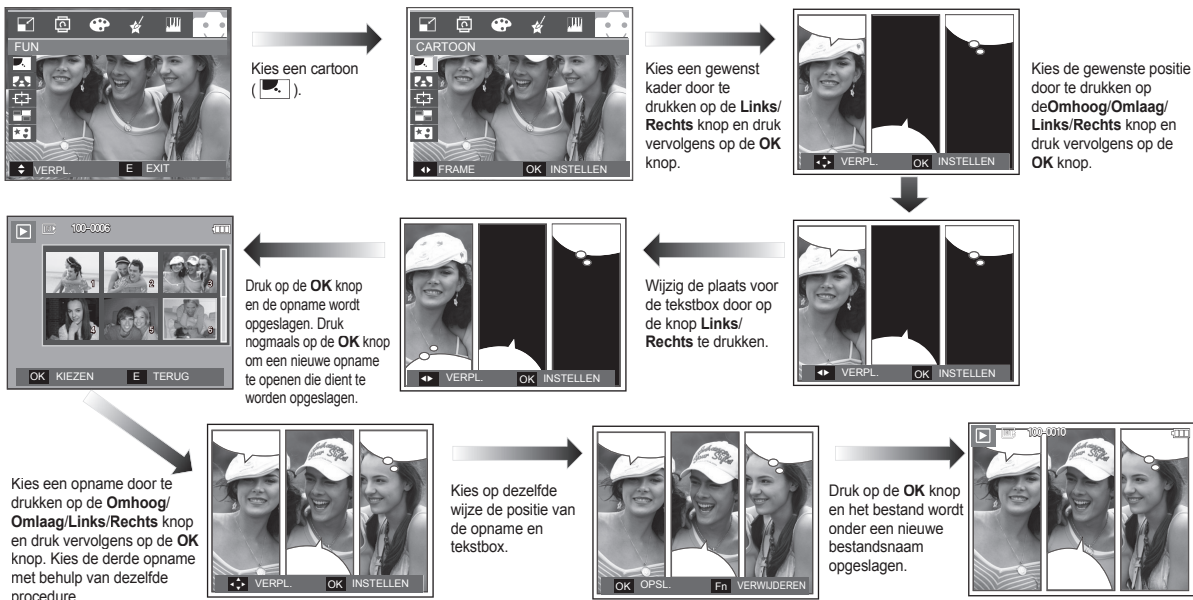 FUN
VERPL. E EXIT
Kies een cartoon
( ).
CARTOON
FRAME OK INSTELLEN
Kies een gewenst
kader door te
drukken op de Links/
Rechts knop en druk
vervolgens op de OK
knop.
VERPL. OK INSTELLEN
Kies de gewenste positie
door te drukken op
deOmhoog/Omlaag/
Links/Rechts knop en
druk vervolgens op de
OK knop.
VERPL. OK INSTELLEN
Wijzig de plaats voor
de tekstbox door op
de knop Links/
Rechts te drukken.
VERPL. OK INSTELLEN
Druk op de OK knop
en de opname wordt
opgeslagen. Druk
nogmaals op de OK knop
om een nieuwe opname
te openen die dient te
worden opgeslagen.
100-0006
1 2 3
4 5 6
OK KIEZEN E TERUG
Kies een opname door te
drukken op de Omhoog/
Omlaag/Links/Rechts knop
en druk vervolgens op de OK
knop. Kies de derde opname
met behulp van dezelfde
procedure
VERPL. OK INSTELLEN
Kies op dezelfde
wijze de positie van
de opname en
tekstbox.
OK OPSL. Fn VERWIJDEREN
Druk op de OK knop
en het bestand wordt
onder een nieuwe
bestandsnaam
opgeslagen.
100-0010